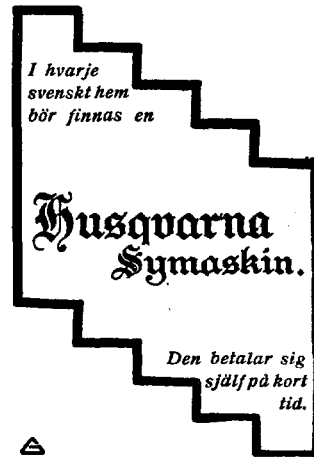 I hvarje
svenskt hem
bör finnas en
Husqvarna
Symaskin.
Den betalar sig
själf på kort
tid.